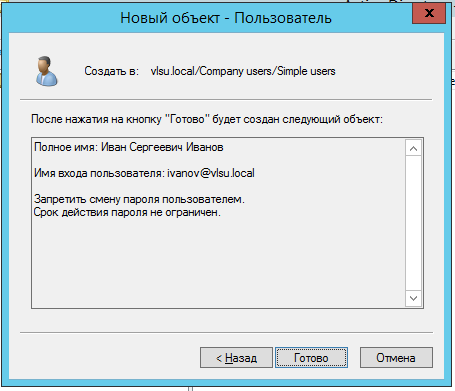 Новый объект - Пользователь
x
Создать в: vlsu.local/Company users/Simple users
После нажатия на кнопку "Готово" будет создан следующий объект:
Полное имя: Иван Сергеевич Иванов
Имя входа пользователя: ivanov@vlsu.local
Запретить смену пароля пользователем.
Срок действия пароля не ограничен.
< Назад Готово Отмена